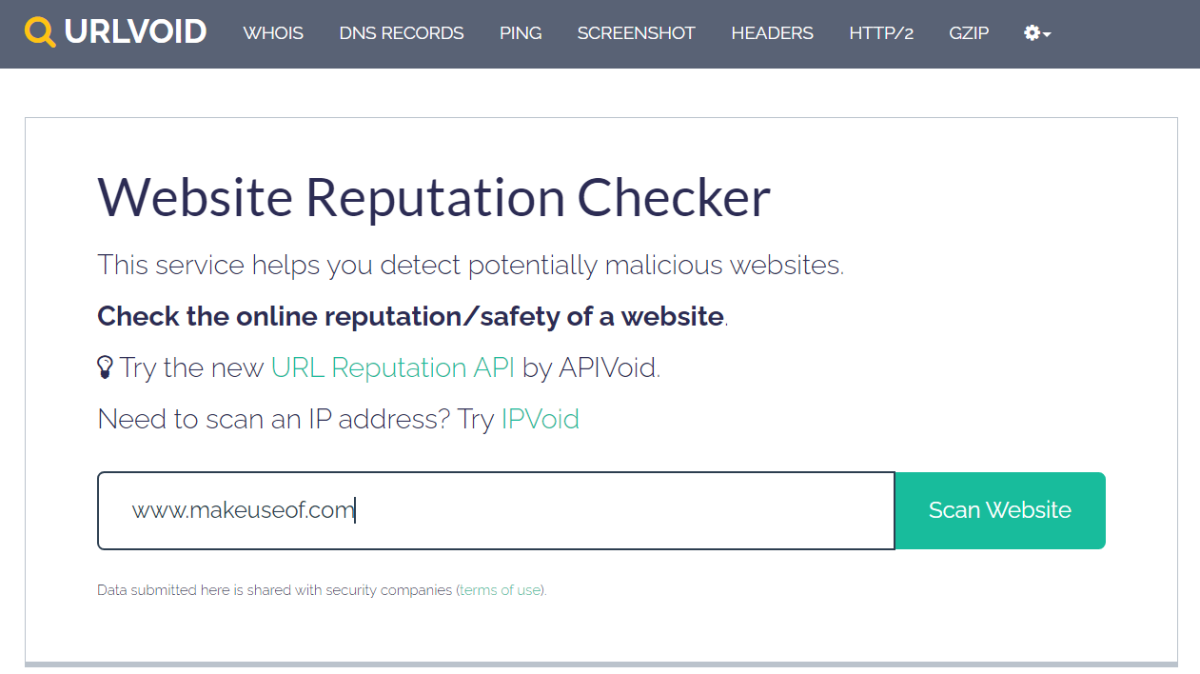 URLVOID WHOIS DNS RECORDS PING SCREENSHOT HEADERS HTTP/2 GZIP
Website Reputation Checker
This service helps you detect potentially malicious websites.
Check the online reputation/safety of a website.
Try the new URL Reputation API by APIVoid.
Need to scan an IP address? Try IPVoid
www.makeuseof.com Scan Website
Data submitted here is shared with security companies (terms of use).